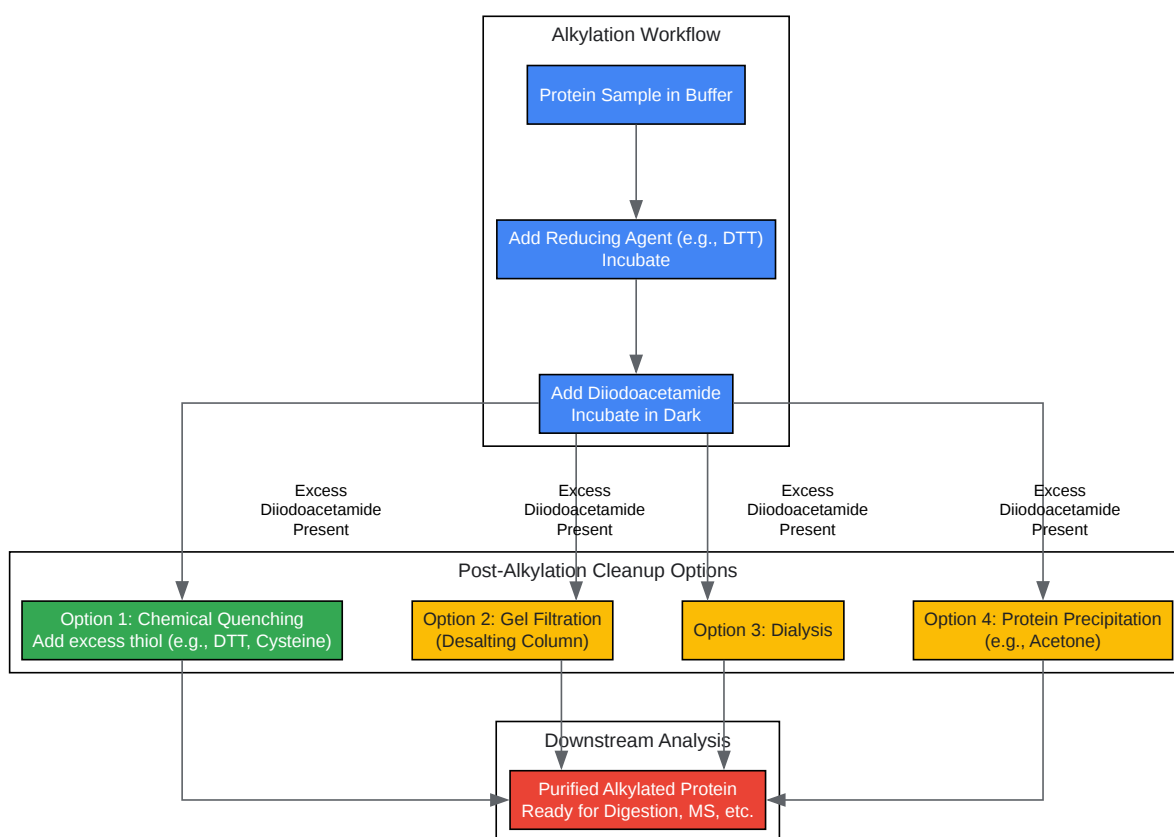 Alkylation Workflow
Protein Sample in Buffer
Add Reducing Agent (e.g., DTT)
Incubate
Add Diiodoacetamide
Incubate in Dark
Excess
Diiodoacetamide
Present
Excess
Diiodoacetamide
Present
Excess
Diiodoacetamide
Present
Excess
Diiodoacetamide
Present
Post-Alkylation Cleanup Options
Option 1: Chemical Quenching
Add excess thiol (e.g., DTT, Cysteine)
Option 2: Gel Filtration
(Desalting Column)
Option 3: Dialysis
Option 4: Protein Precipitation
(e.g., Acetone)
Downstream Analysis
Purified Alkylated Protein
Ready for Digestion, MS, etc.